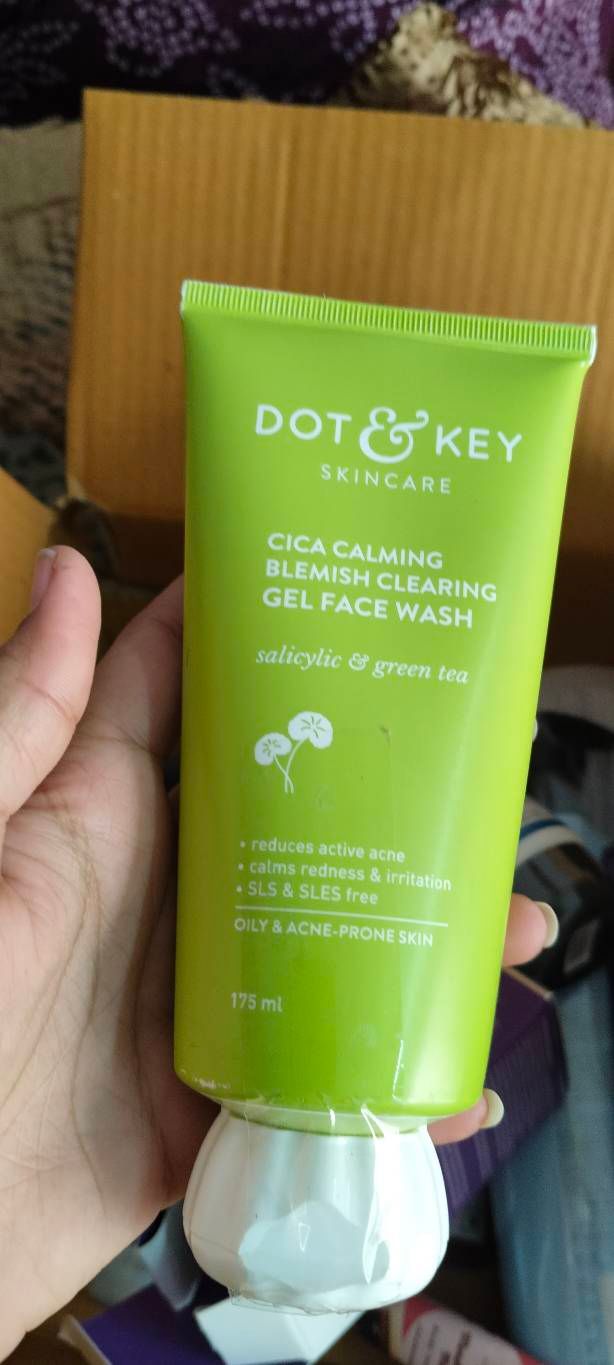 DOT & KEY
SKINCARE
CICA CALMING
BLEMISH CLEARING
GEL FACE WASH
salicylic & green tea
• reduces active acne
• calms redness & irritation
• SLS & SLES free
OILY & ACNE-PRONE SKIN
175 ml